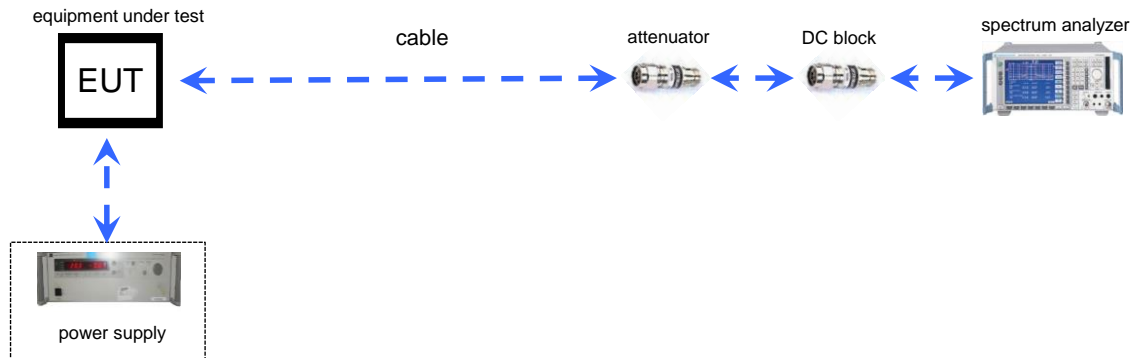 equipment under test
EUT
cable
attenuator
DC block
spectrum analyzer
power supply